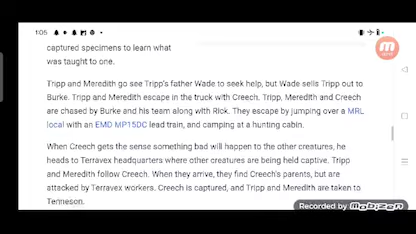 1:05
captured specimens to learn what
was taught to one.
Tripp and Meredith go see Tripp's father Wade to seek help, but Wade sells Tripp out to
Burke. Tripp and Meredith escape in the truck with Creech. Tripp, Meredith and Creech
are chased by Burke and his team along with Rick. They escape by jumping over a MRL
local with an EMD MP15DC lead train, and camping at a hunting cabin.
When Creech gets the sense something bad will happen to the other creatures, he
heads to Terravex headquarters where other creatures are being held captive. Tripp
and Meredith follow Creech. When they arrive, they find Creech's parents, but are
attacked by Terravex workers. Creech is captured, and Tripp and Meredith are taken to
Tenneson.
Recorded by
Mobizen